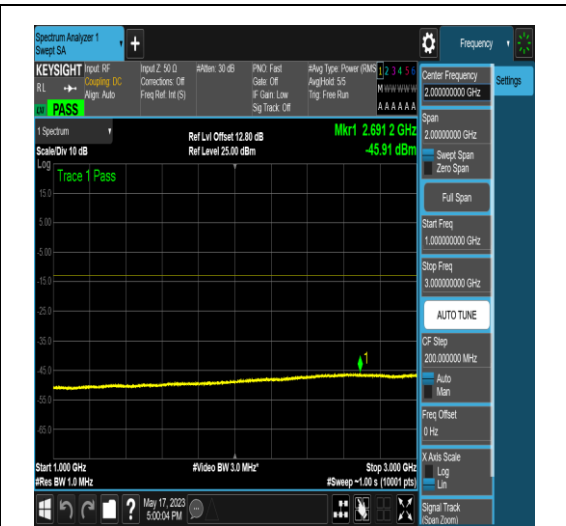 Spectrum Analyzer 1
Swept SA
Frequency
KEYSIGHT
RL
PASS
Input: RF
Coupling: DC
Align: Auto
Input Z: 50 Ω
Corrections: Off
Freq Ref: Int (S)
#Atten: 30 dB
PNO: Fast
Gate: Off
IF Gain: Low
Sig Track: Off
#Avg Type: Power (RMS
Avg|Hold: 5/5
Trig: Free Run
1 2 3 4 5 6
M W W W W W
A A A A A A
1 Spectrum
Scale/Div 10 dB
Ref Lvl Offset 12.80 dB
Ref Level 25.00 dBm
Mkr1 2.691 2 GHz
-45.91 dBm
Log
Trace 1 Pass
15.0
5.00
-5.00
-15.0
-25.0
-35.0
-45.0
-55.0
-65.0
1
Start 1.000 GHz
#Res BW 1.0 MHz
#Video BW 3.0 MHz*
Stop 3.000 GHz
#Sweep ~1.00 s (10001 pts)
May 17, 2023
5:00:04 PM
Center Frequency
2.000000000 GHz
Span
2.00000000 GHz
Swept Span
Zero Span
Full Span
Start Freq
1.000000000 GHz
Stop Freq
3.000000000 GHz
AUTO TUNE
CF Step
200.000000 MHz
Auto
Man
Freq Offset
0 Hz
X Axis Scale
Log
Lin
Signal Track
(Span Zoom)
Settings